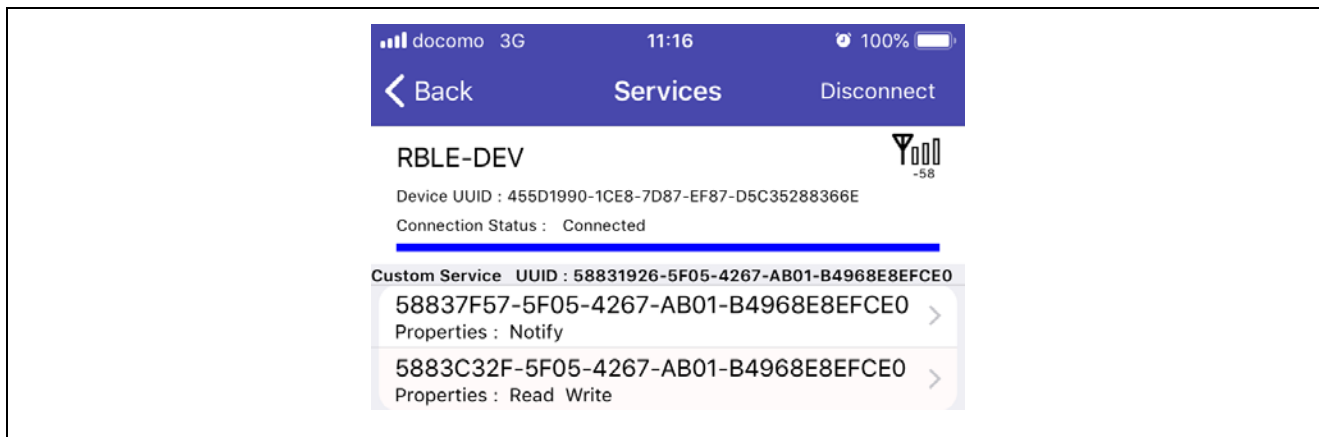 docomo 3G 11:16 100%
Back Services Disconnect
RBLE-DEV
-58
Device UUID : 455D1990-1CE8-7D87-EF87-D5C35288366E
Connection Status : Connected
Custom Service UUID : 58831926-5F05-4267-AB01-B4968E8EFCE0
58837F57-5F05-4267-AB01-B4968E8EFCE0
Properties : Notify
5883C32F-5F05-4267-AB01-B4968E8EFCE0
Properties : Read Write